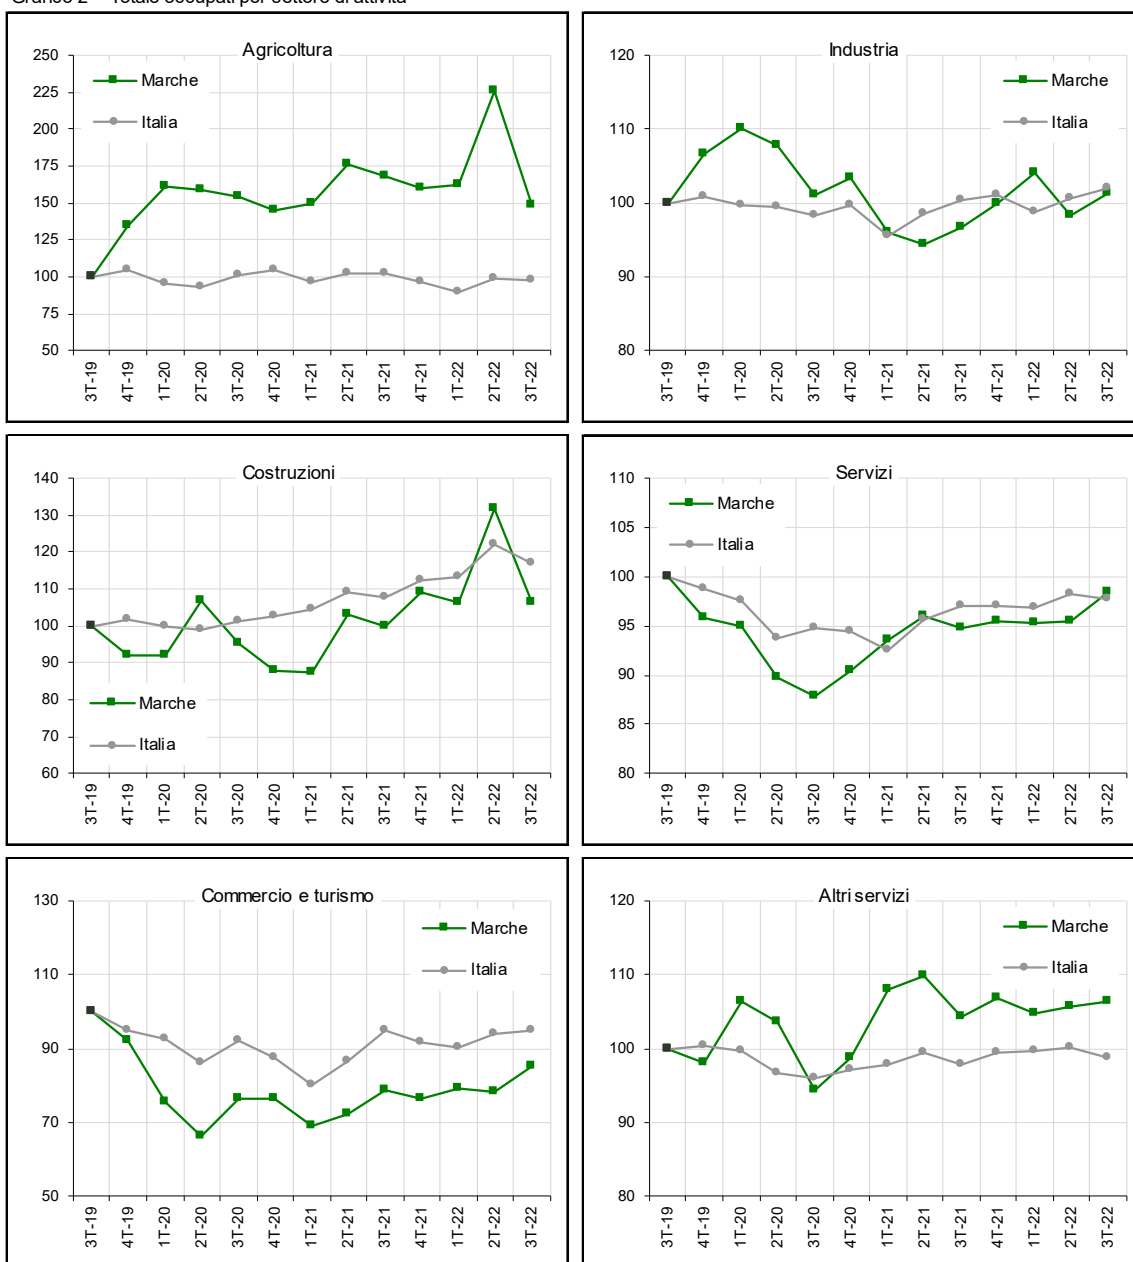 Grafico 2 – Totale occupati per settore di attività
Agricoltura
250
225
200
175
150
125
100
75
50
Marche
Italia
3T-19
4T-19
1T-20
2T-20
3T-20
4T-20
1T-21
2T-21
3T-21
4T-21
1T-22
2T-22
3T-22
Industria
120
110
100
90
80
Marche
Italia
3T-19
4T-19
1T-20
2T-20
3T-20
4T-20
1T-21
2T-21
3T-21
4T-21
1T-22
2T-22
3T-22
Costruzioni
140
130
120
110
100
90
80
70
60
Marche
Italia
3T-19
4T-19
1T-20
2T-20
3T-20
4T-20
1T-21
2T-21
3T-21
4T-21
1T-22
2T-22
3T-22
Servizi
110
105
100
95
90
85
80
Marche
Italia
3T-19
4T-19
1T-20
2T-20
3T-20
4T-20
1T-21
2T-21
3T-21
4T-21
1T-22
2T-22
3T-22
Commercio e turismo
130
110
90
70
50
Marche
Italia
3T-19
4T-19
1T-20
2T-20
3T-20
4T-20
1T-21
2T-21
3T-21
4T-21
1T-22
2T-22
3T-22
Altri servizi
120
110
100
90
80
Marche
Italia
3T-19
4T-19
1T-20
2T-20
3T-20
4T-20
1T-21
2T-21
3T-21
4T-21
1T-22
2T-22
3T-22